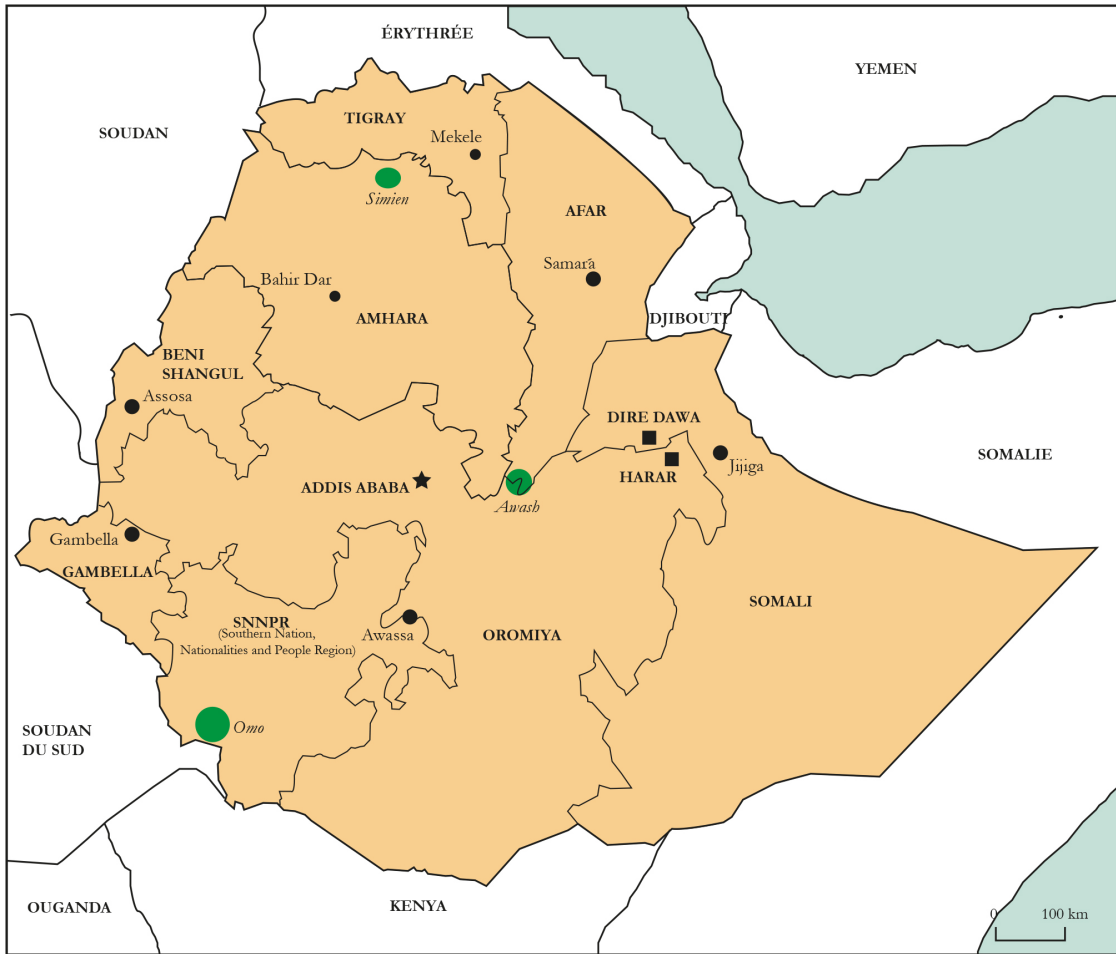 ÉRYTHRÉE
YEMEN
SOUDAN
TIGRAY
Mekele
Simien
AFAR
Samara
Bahir Dar
AMHARA
DJIBOUTI
BENI
SHANGUL
Assosa
DIRE DAWA
HARAR
Jijiga
SOMALIE
ADDIS ABABA
Awash
Gambella
GAMBELLA
SNNPR
(Southern Nation,
Nationalities and People Region)
Awassa
OROMIYA
SOMALI
Omo
SOUDAN
DU SUD
OUGANDA
KENYA
0 100 km